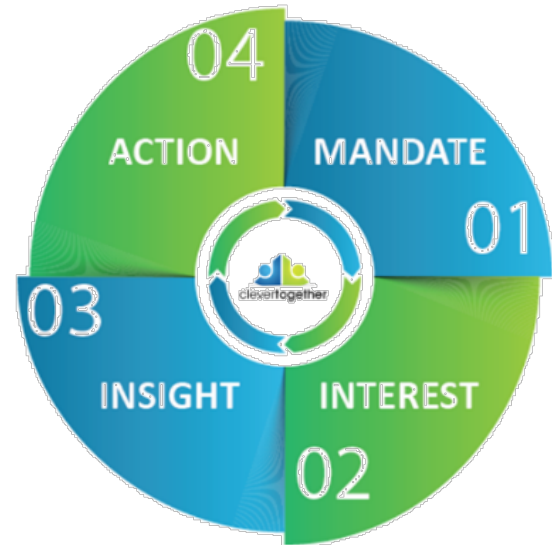 04
ACTION
MANDATE
01
clevertogether
03
INSIGHT
INTEREST
02